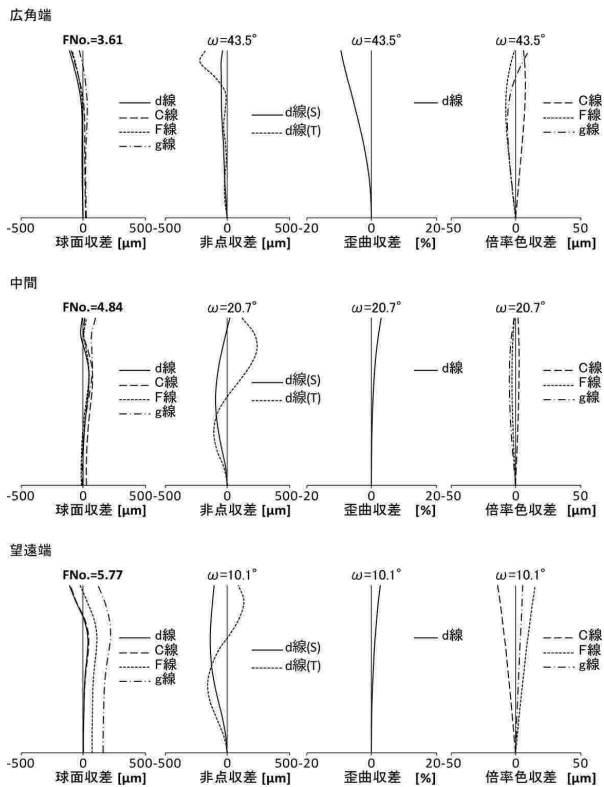 広角端
FNo.=3.61
ω=43.5°
ω=43.5°
ω=43.5°
d線
C線
F線
g線
d線(S)
d線(T)
d線
C線
F線
g線
-500 0 500
球面収差 [μm]
-500 0 500
非点収差 [μm]
-20 0 20
歪曲収差 [%]
-50 0 50
倍率色収差 [μm]
中間
FNo.=4.84
ω=20.7°
ω=20.7°
ω=20.7°
d線
C線
F線
g線
d線(S)
d線(T)
d線
C線
F線
g線
-500 0 500
球面収差 [μm]
-500 0 500
非点収差 [μm]
-20 0 20
歪曲収差 [%]
-50 0 50
倍率色収差 [μm]
望遠端
FNo.=5.77
ω=10.1°
ω=10.1°
ω=10.1°
d線
C線
F線
g線
d線(S)
d線(T)
d線
C線
F線
g線
-500 0 500
球面収差 [μm]
-500 0 500
非点収差 [μm]
-20 0 20
歪曲収差 [%]
-50 0 50
倍率色収差 [μm]